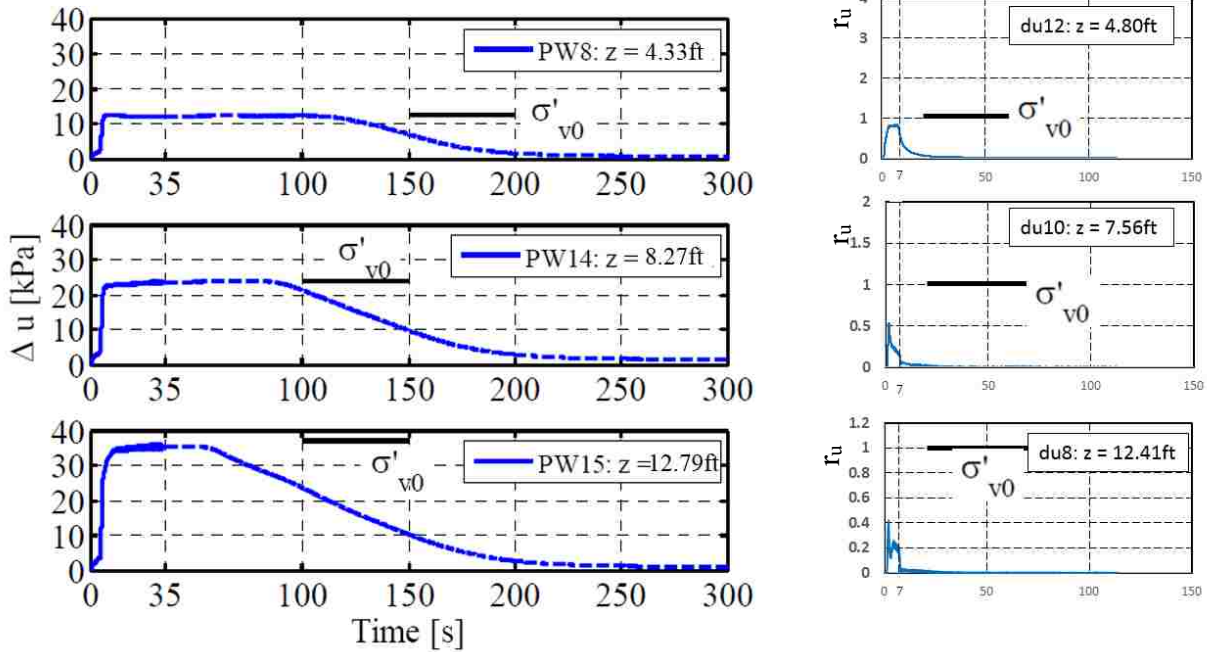 Δ u [kPa]
40
30
20
10
0
PW8: z = 4.33ft
σ'v0
0 35 100 150 200 250 300
40
30
20
10
0
PW14: z = 8.27ft
σ'v0
0 35 100 150 200 250 300
40
30
20
10
0
PW15: z =12.79ft
σ'v0
0 35 100 150 200 250 300
Time [s]
ru
4
3
2
1
0
du12: z = 4.80ft
σ'v0
0 7 50 100 150
ru
2
1.5
1
0.5
0
du10: z = 7.56ft
σ'v0
0 7 50 100 150
ru
1.2
1
0.8
0.6
0.4
0.2
0
du8: z = 12.41ft
σ'v0
0 7 50 100 150